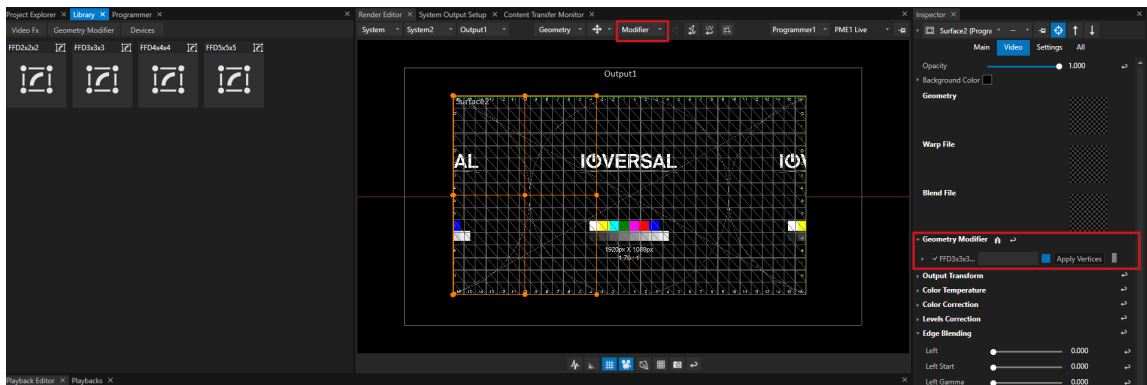 Project Explorer × Library × Programmer ×
Video Fx Geometry Modifier Devices
FFD2x2x2 FFD3x3x3 FFD4x4x4 FFD5x5x5
Render Editor × System Output Setup × Content Transfer Monitor ×
System System2 Output1 Geometry Modifier Programmer1 PME1 Live
Output1
Surface2
AL IOVERSAL IOV
1920px X 1080px
Inspector ×
Surface2 (Progra
Main Video Settings All
Opacity 1.000
Background Color
Geometry
Warp File
Blend File
Geometry Modifier
FFD3x3x3... Apply Vertices
Output Transform
Color Temperature
Color Correction
Levels Correction
Edge Blending
Left 0.000
Left Start 0.000
Left Gamma 0.000
Playback Editor × Playbacks ×